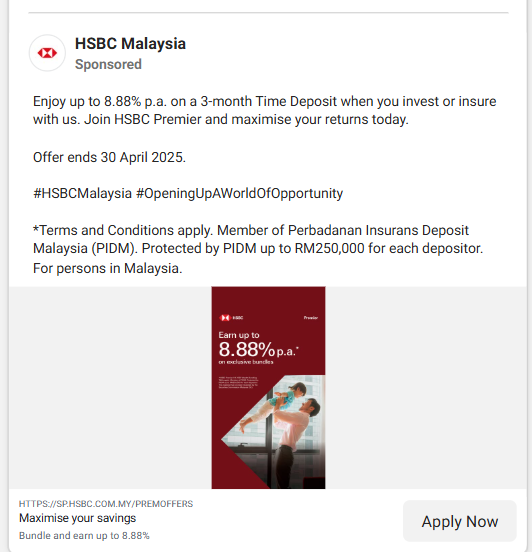 HSBC Malaysia
Sponsored
Enjoy up to 8.88% p.a. on a 3-month Time Deposit when you invest or insure
with us. Join HSBC Premier and maximise your returns today.
Offer ends 30 April 2025.
#HSBCMalaysia #OpeningUpAWorldOfOpportunity
*Terms and Conditions apply. Member of Perbadanan Insurans Deposit
Malaysia (PIDM). Protected by PIDM up to RM250,000 for each depositor.
For persons in Malaysia.
HSBC Premier
Earn up to
8.88%p.a.*
on exclusive bundles
HTTPS://SP.HSBC.COM.MY/PREMOFFERS
Maximise your savings
Bundle and earn up to 8.88%
Apply Now